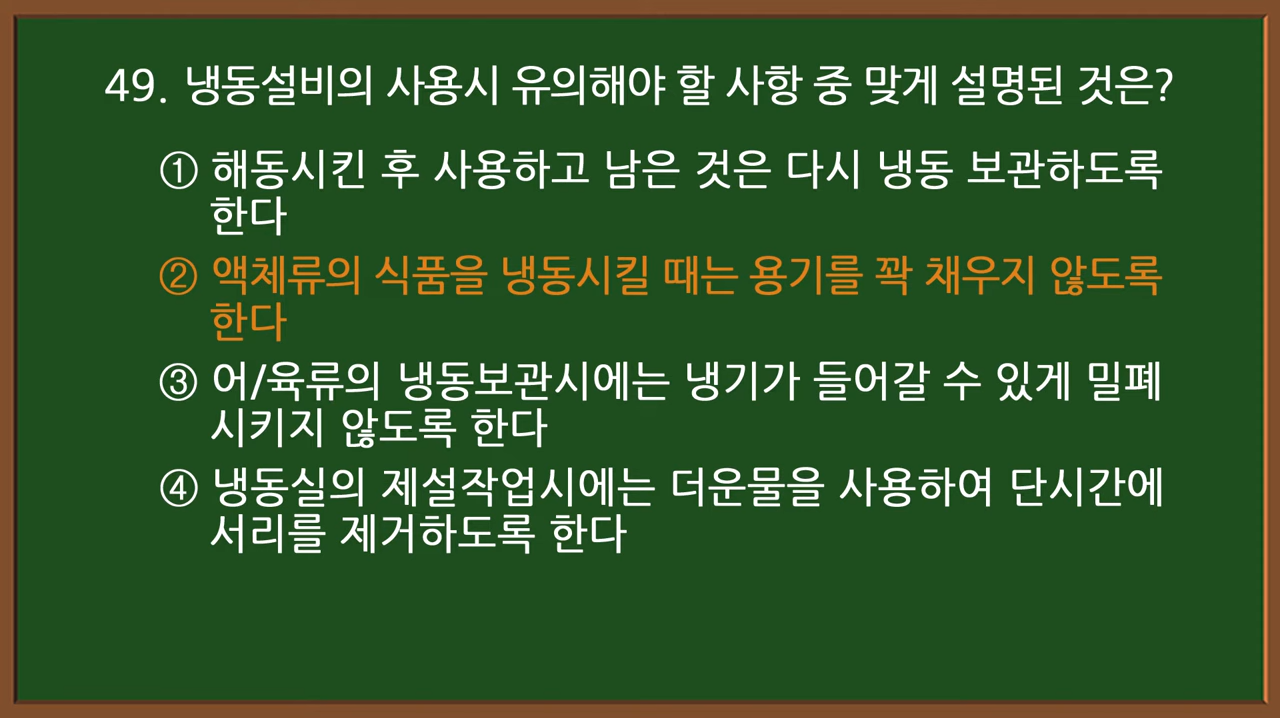 49. 냉동설비의 사용시 유의해야 할 사항 중 맞게 설명된 것은?
① 해동시킨 후 사용하고 남은 것은 다시 냉동 보관하도록
한다
② 액체류의 식품을 냉동시킬 때는 용기를 꽉 채우지 않도록
한다
③ 어/육류의 냉동보관시에는 냉기가 들어갈 수 있게 밀폐
시키지 않도록 한다
④ 냉동실의 제설작업시에는 더운물을 사용하여 단시간에
서리를 제거하도록 한다